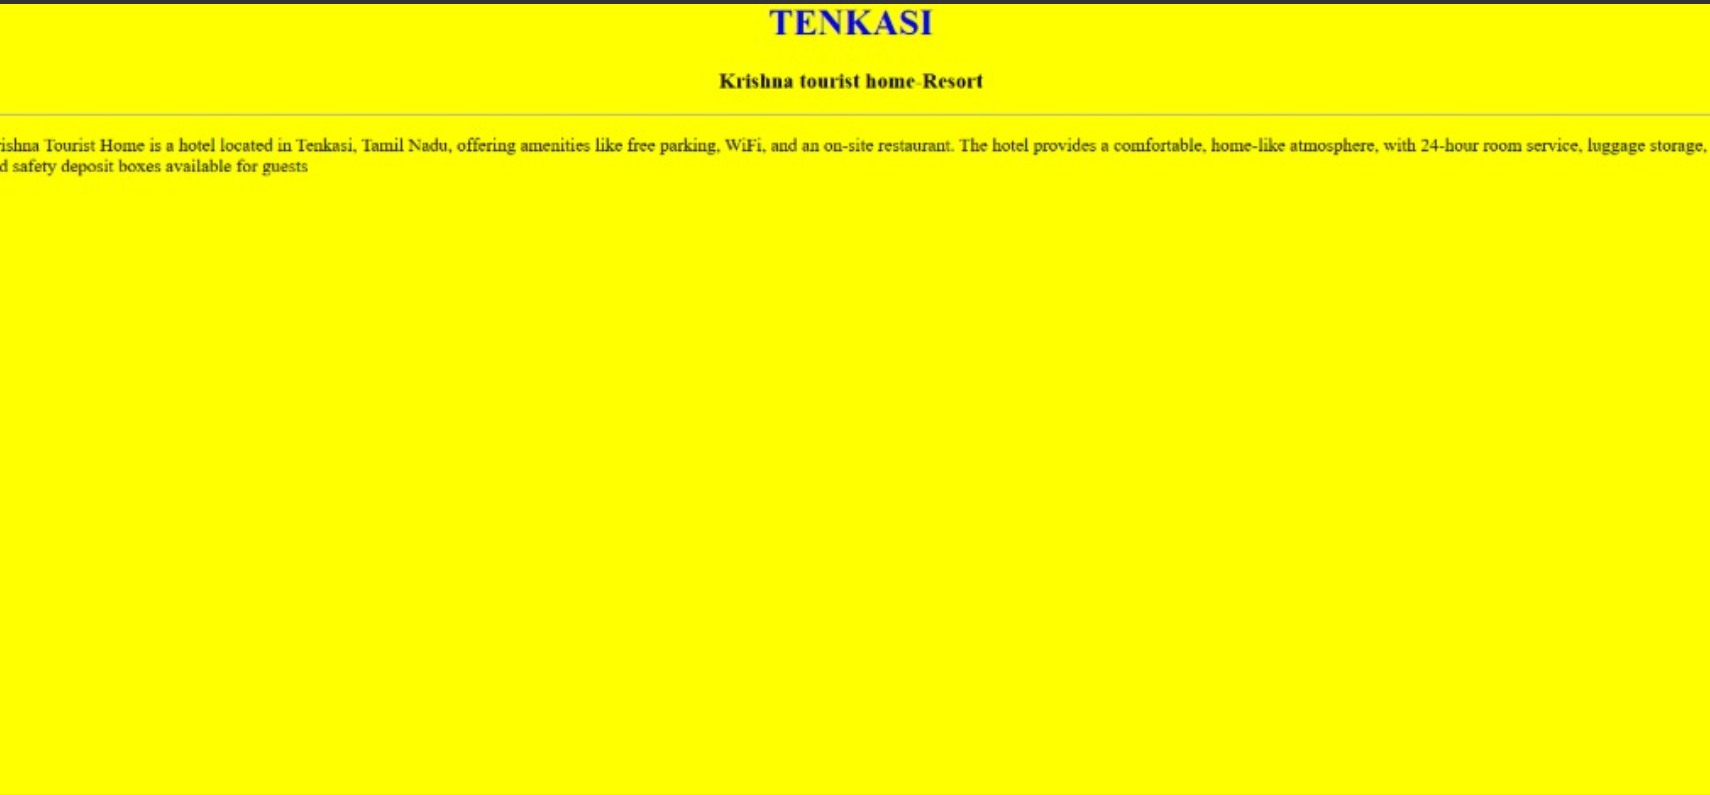 TENKASI
Krishna tourist home-Resort
ishna Tourist Home is a hotel located in Tenkasi, Tamil Nadu, offering amenities like free parking, WiFi, and an on-site restaurant. The hotel provides a comfortable, home-like atmosphere, with 24-hour room service, luggage storage,
d safety deposit boxes available for guests